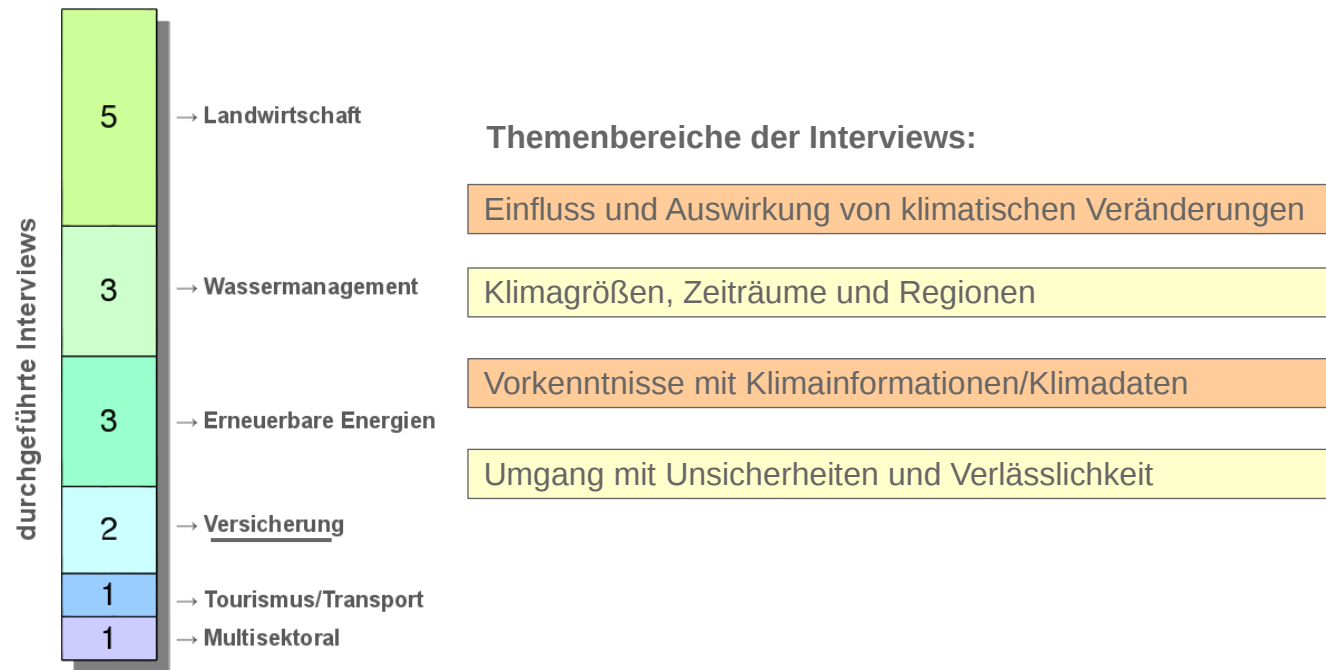 durchgeführte Interviews
5 → Landwirtschaft
3 → Wassermanagement
3 → Erneuerbare Energien
2 → Versicherung
1 → Tourismus/Transport
1 → Multisektoral
Themenbereiche der Interviews:
Einfluss und Auswirkung von klimatischen Veränderungen
Klimagrößen, Zeiträume und Regionen
Vorkenntnisse mit Klimainformationen/Klimadaten
Umgang mit Unsicherheiten und Verlässlichkeit